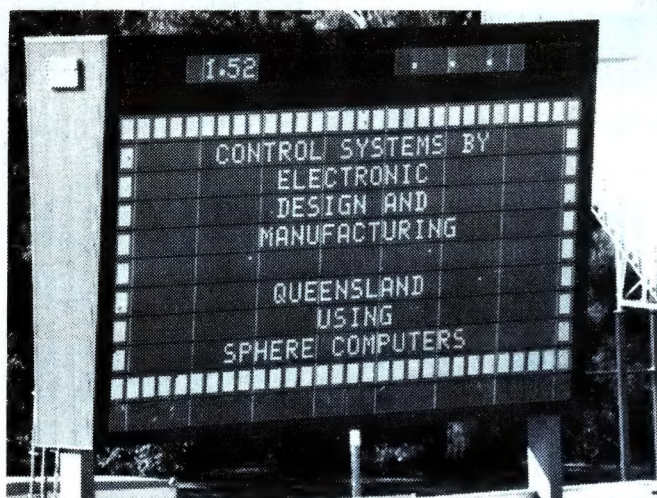 1.52
CONTROL SYSTEMS BY
ELECTRONIC
DESIGN AND
MANUFACTURING
QUEENSLAND
USING
SPHERE COMPUTERS